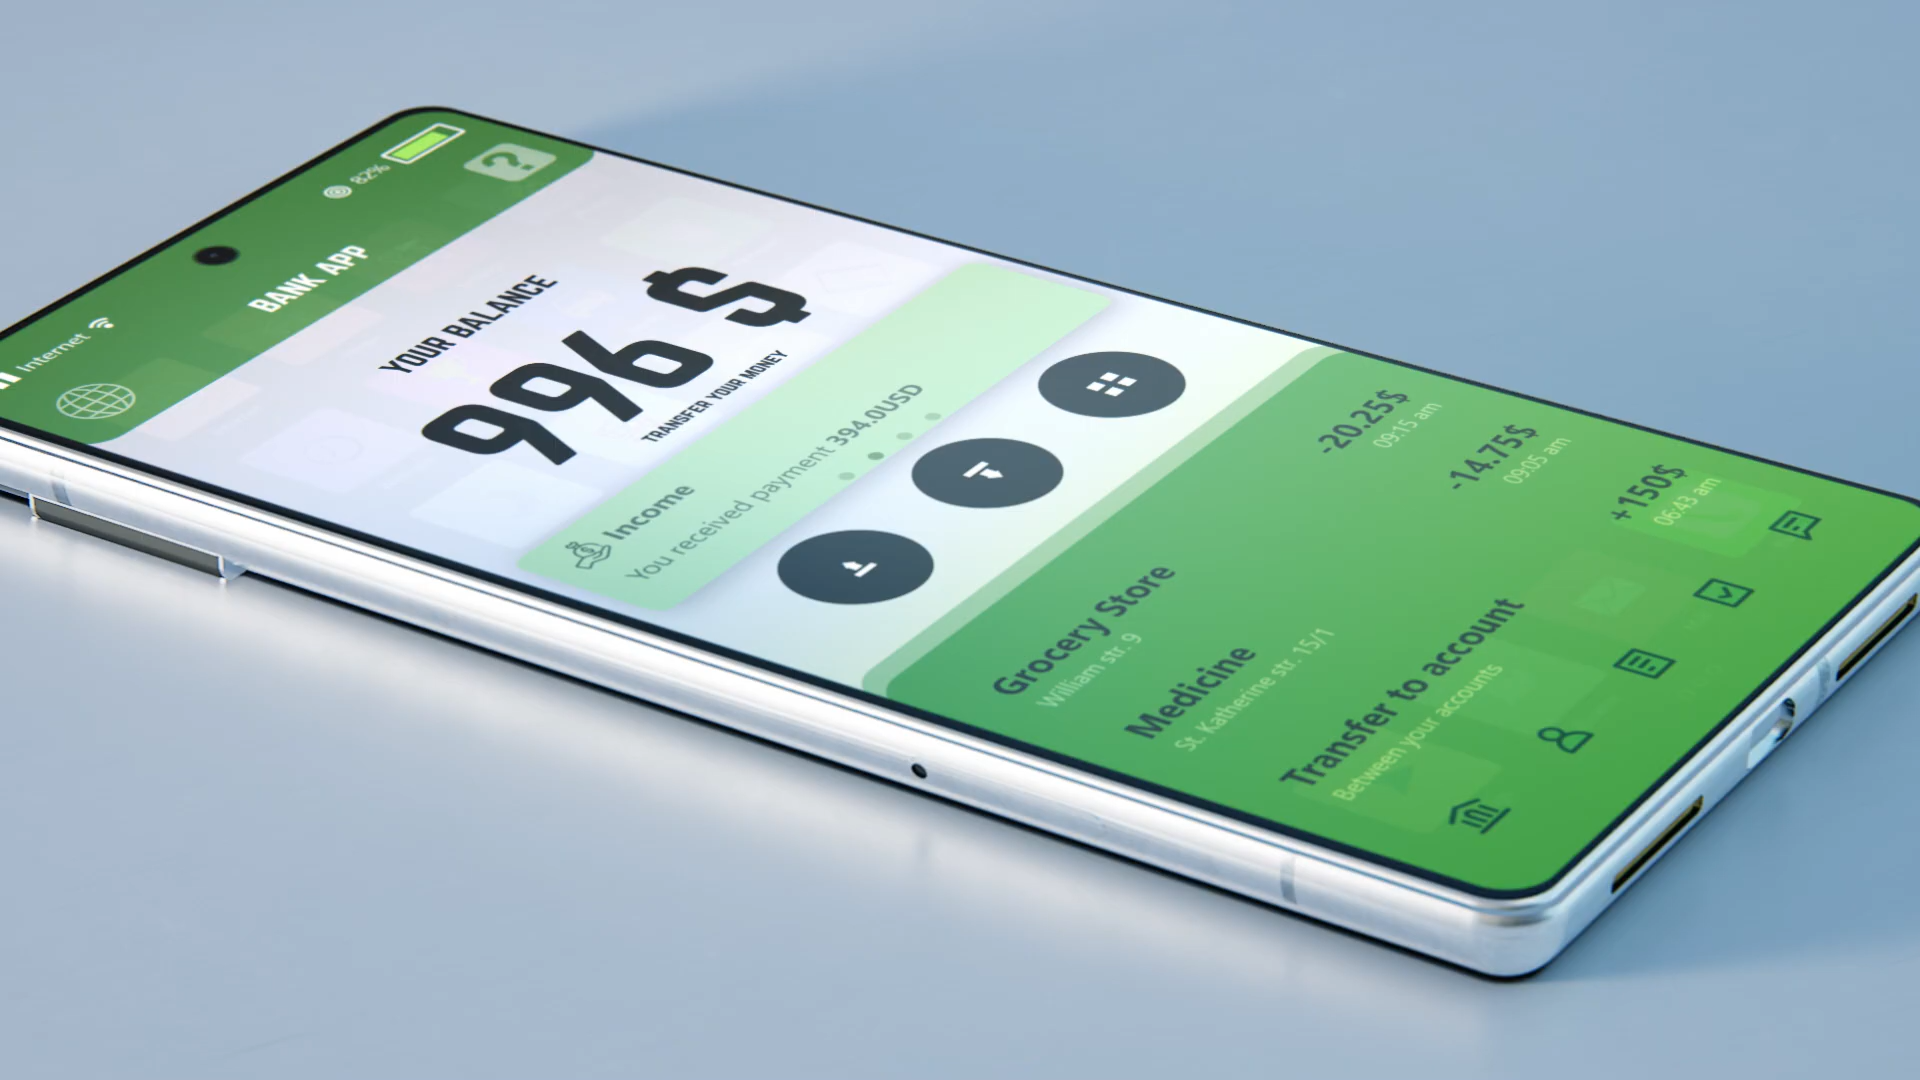 Internet
82%
BANK APP
YOUR BALANCE
996 $
TRANSFER YOUR MONEY
Income
You received payment 394.0USD
Grocery Store -20.25$
William str. 9 09:15 am
Medicine -14.75$
St. Katherine str. 15/1 09:05 am
Transfer to account +150$
Between your accounts 06:43 am